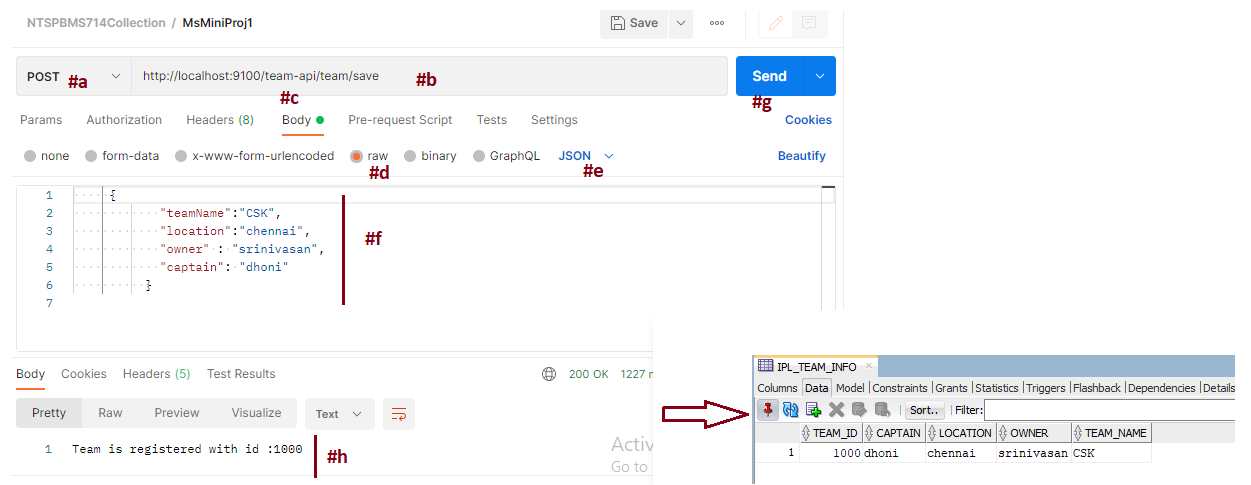 NTSPBMS714Collection / MsMiniProj1
Save
POST #a http://localhost:9100/team-api/team/save #b
Send
#c #g
Params Authorization Headers (8) Body Pre-request Script Tests Settings Cookies
none form-data x-www-form-urlencoded raw binary GraphQL JSON Beautify
#d #e
1 {
2 "teamName":"CSK",
3 "location":"chennai",
4 "owner" : "srinivasan",
5 "captain": "dhoni"
6 }
7
#f
Body Cookies Headers (5) Test Results 200 OK 1227 m
Pretty Raw Preview Visualize Text
1 Team is registered with id :1000
#h
Activ
Go to
IPL_TEAM_INFO
Columns Data Model Constraints Grants Statistics Triggers Flashback Dependencies Details
Sort.. Filter:
TEAM_ID CAPTAIN LOCATION OWNER TEAM_NAME
1 1000 dhoni chennai srinivasan CSK